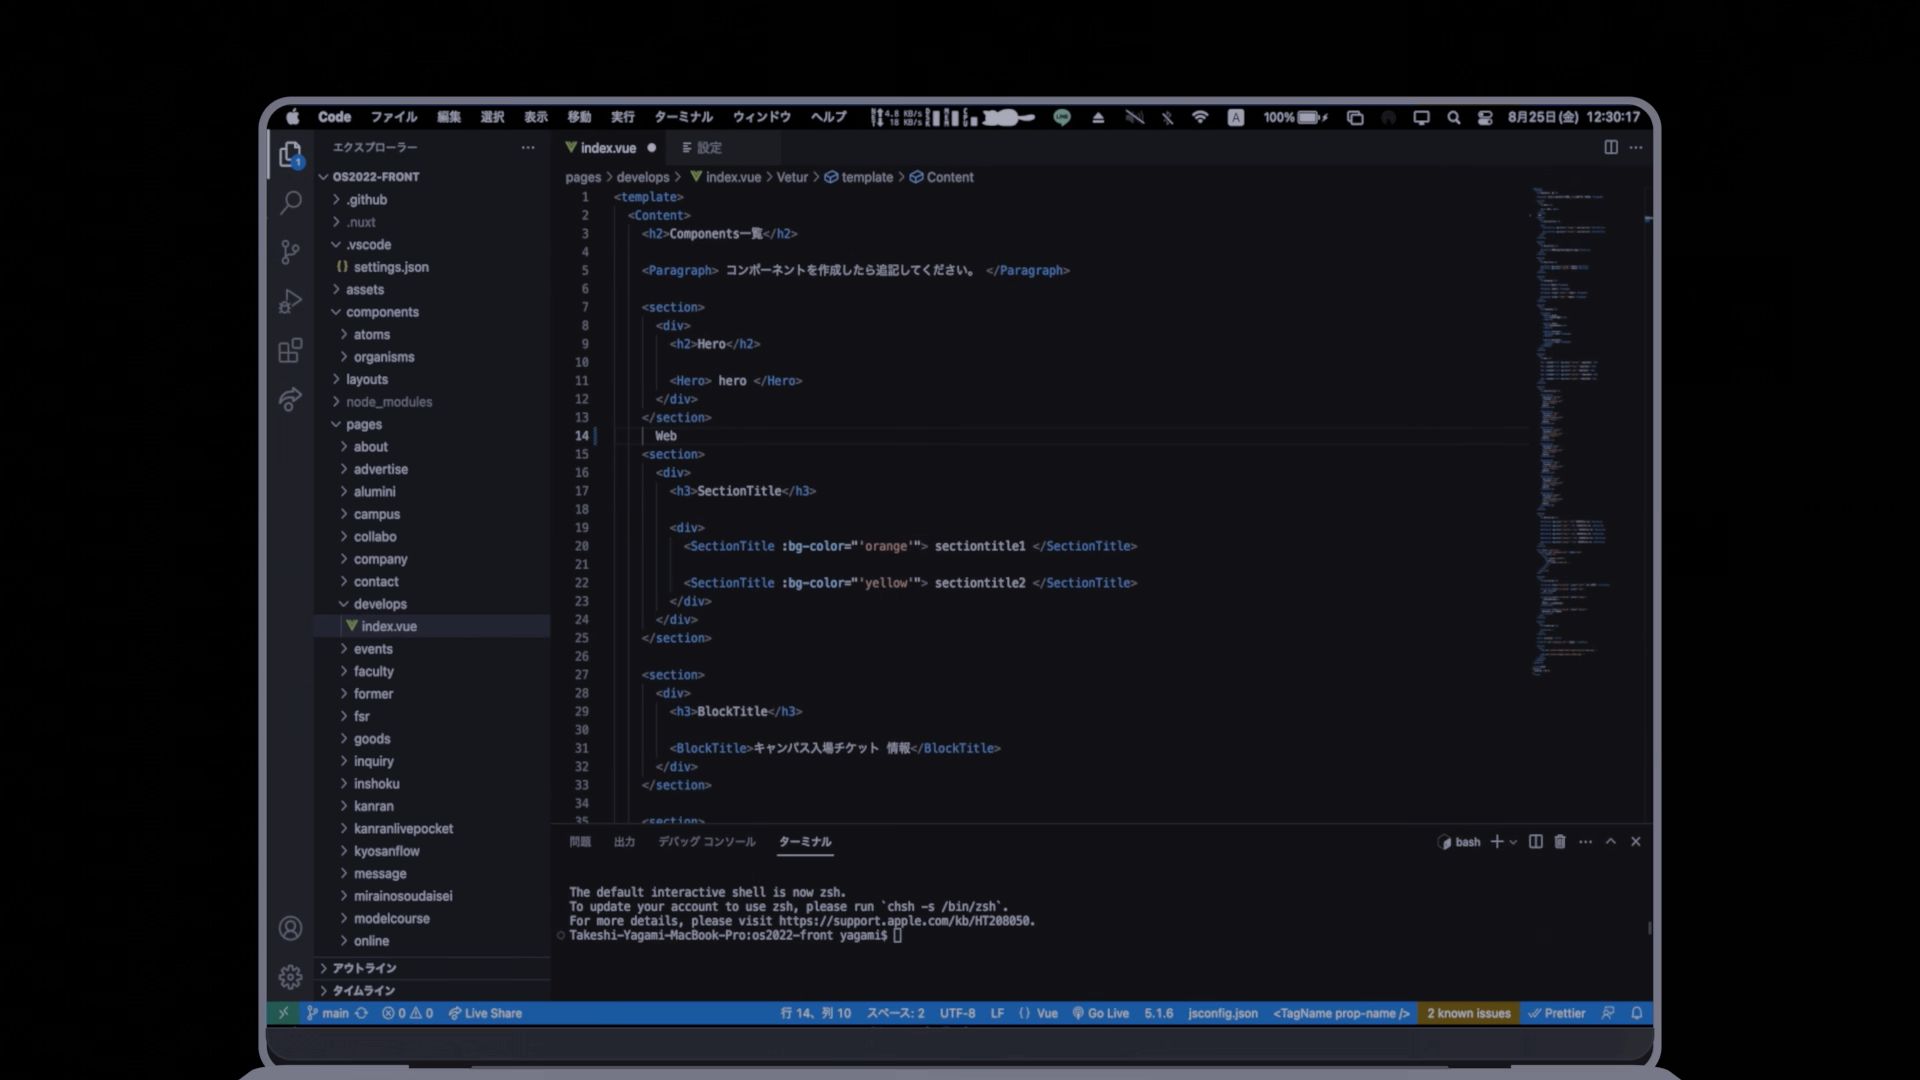 Code ファイル 編集 選択 表示 移動 実行 ターミナル ウィンドウ ヘルプ 4.8 KB/s 18 KB/s A 100% 8月25日(金) 12:30:17
エクスプローラー
OS2022-FRONT
.github
.nuxt
.vscode
settings.json
assets
components
atoms
organisms
layouts
node_modules
pages
about
advertise
alumini
campus
collabo
company
contact
develops
index.vue
events
faculty
former
fsr
goods
inquiry
inshoku
kanran
kanranlivepocket
kyosanflow
message
mirainosoudaisei
modelcourse
online
アウトライン
タイムライン
index.vue 設定
pages > develops > index.vue > Vetur > template > Content
1 <template>
2 <Content>
3 <h2>Components一覧</h2>
4
5 <Paragraph> コンポーネントを作成したら追記してください。 </Paragraph>
6
7 <section>
8 <div>
9 <h2>Hero</h2>
10
11 <Hero> hero </Hero>
12 </div>
13 </section>
14 Web
15 <section>
16 <div>
17 <h3>SectionTitle</h3>
18
19 <div>
20 <SectionTitle :bg-color="'orange'"> sectiontitle1 </SectionTitle>
21
22 <SectionTitle :bg-color="'yellow'"> sectiontitle2 </SectionTitle>
23 </div>
24 </div>
25 </section>
26
27 <section>
28 <div>
29 <h3>BlockTitle</h3>
30
31 <BlockTitle>キャンパス入場チケット 情報</BlockTitle>
32 </div>
33 </section>
34
35 <section>
問題 出力 デバッグ コンソール ターミナル bash
The default interactive shell is now zsh.
To update your account to use zsh, please run `chsh -s /bin/zsh`.
For more details, please visit https://support.apple.com/kb/HT208050.
Takeshi-Yagami-MacBook-Pro:os2022-front yagami$
main 0 0 Live Share 行 14、列 10 スペース: 2 UTF-8 LF {} Vue Go Live 5.1.6 jsconfig.json <TagName prop-name /> 2 known issues Prettier